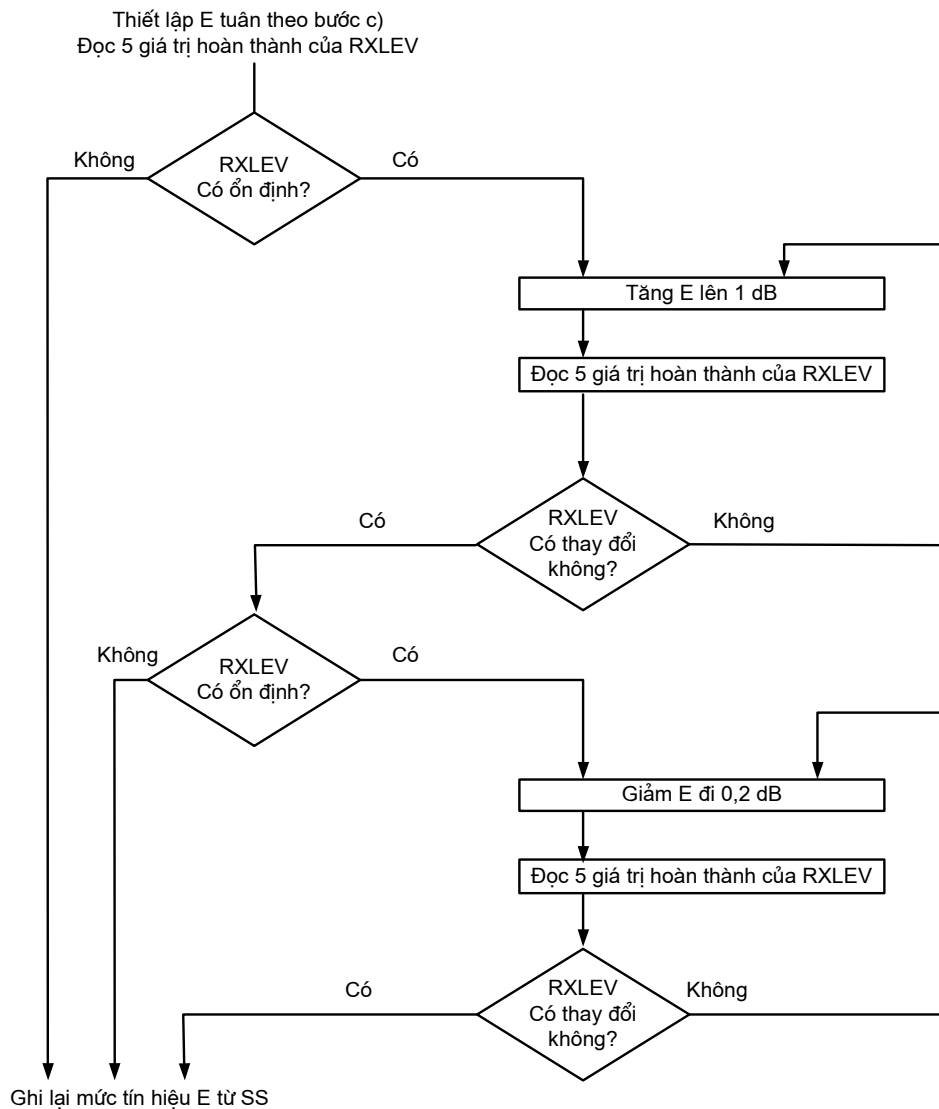 Thiết lập E tuân theo bước c)
Đọc 5 giá trị hoàn thành của RXLEV
Không
RXLEV
Có ổn định?
Có
Tăng E lên 1 dB
Đọc 5 giá trị hoàn thành của RXLEV
Có
RXLEV
Có thay đổi
không?
Không
Không
RXLEV
Có ổn định?
Có
Giảm E đi 0,2 dB
Đọc 5 giá trị hoàn thành của RXLEV
Có
RXLEV
Có thay đổi
không?
Không
Ghi lại mức tín hiệu E từ SS